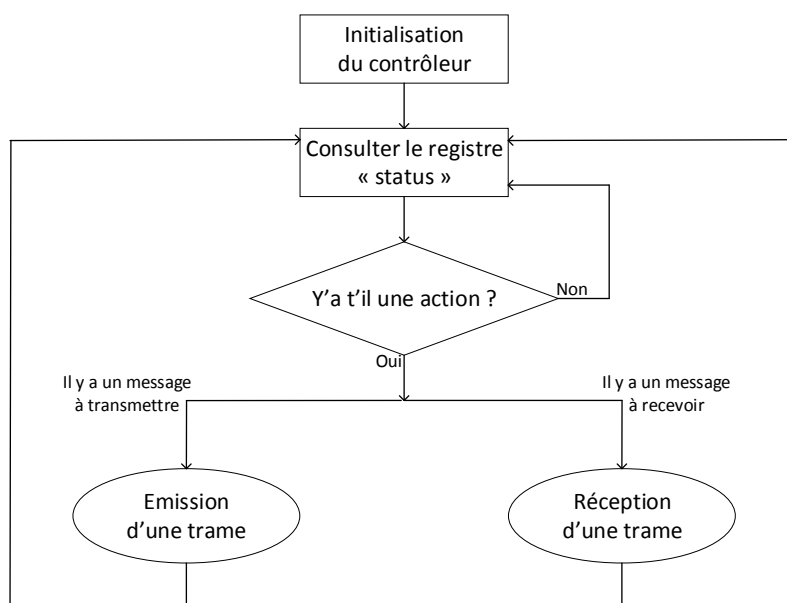 Initialisation
du contrôleur
Consulter le registre
« status »
Y’a t’il une action ?
Non
Oui
Il y a un message
à transmettre
Il y a un message
à recevoir
Emission
d’une trame
Réception
d’une trame